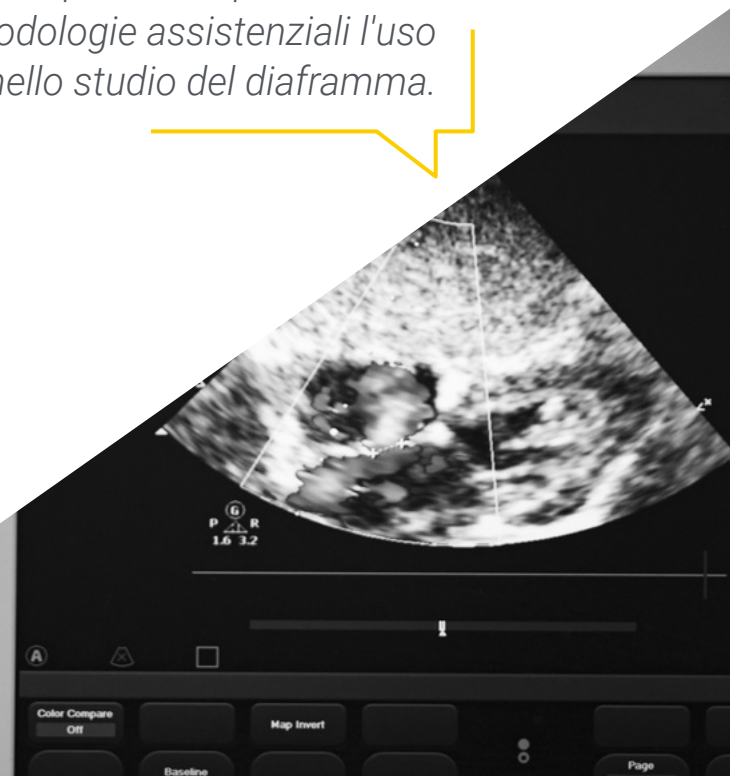 odologie assistenziali l'uso
nello studio del diaframma.
G
P R
1.6 3.2
A
Color Compare
Off
Map Invert
Baseline
Page